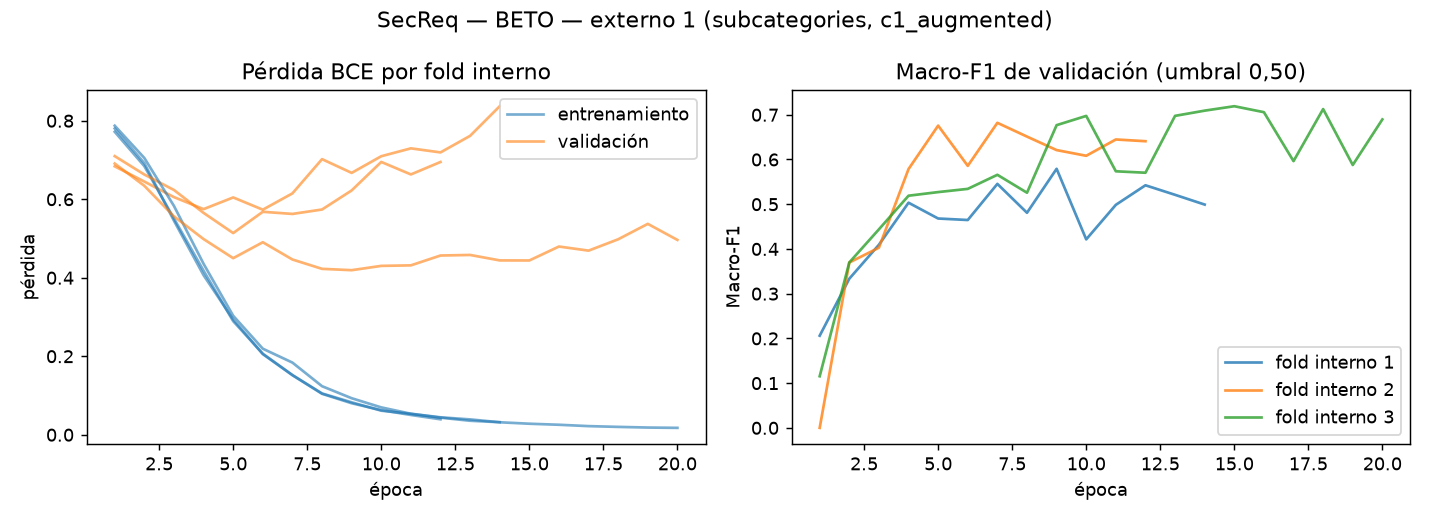 SecReq — BETO — externo 1 (subcategories, c1_augmented)
Pérdida BCE por fold interno
pérdida
0.8
0.6
0.4
0.2
0.0
2.5 5.0 7.5 10.0 12.5 15.0 17.5 20.0
época
entrenamiento
validación
Macro-F1 de validación (umbral 0,50)
Macro-F1
0.7
0.6
0.5
0.4
0.3
0.2
0.1
0.0
2.5 5.0 7.5 10.0 12.5 15.0 17.5 20.0
época
fold interno 1
fold interno 2
fold interno 3